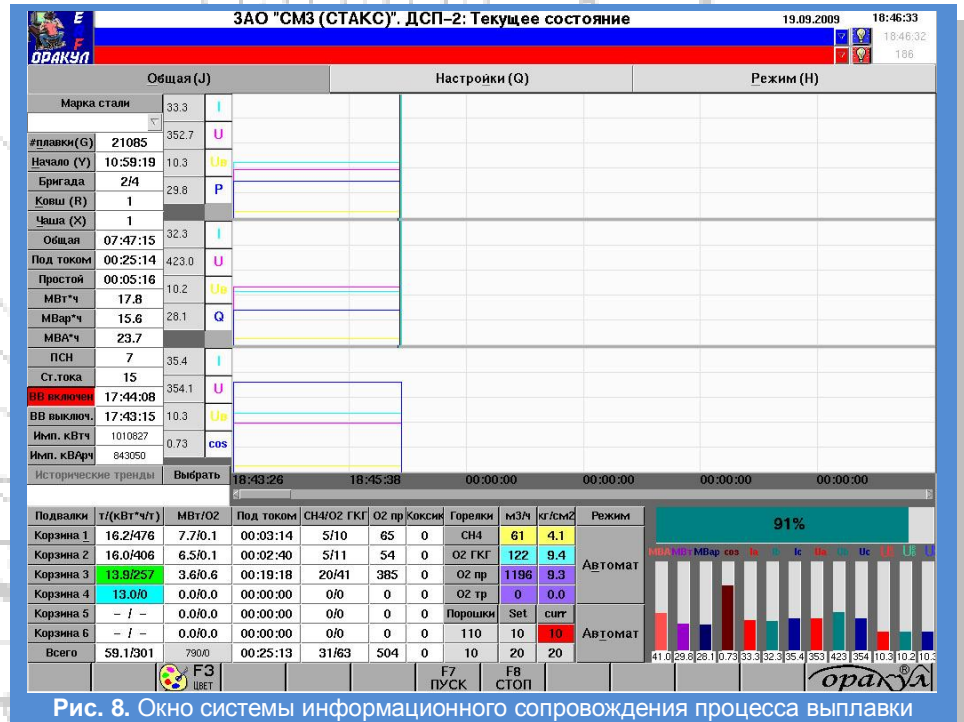 ЗАО "СМЗ (СТАКС)". ДСП-2: Текущее состояние 19.09.2009 18:46:33
18:46:32
186
E
F
ОРАКУЛ
Общая (J) Настройки (Q) Режим (H)
Марка стали
#плавки(G) 21085
Начало (Y) 10:59:19
Бригада 2/4
Ковш (R) 1
Чаша (X) 1
Общая 07:47:15
Под током 00:25:14
Простой 00:05:16
МВт*ч 17.8
МВар*ч 15.6
МВА*ч 23.7
ПСН 7
Ст.тока 15
ВВ включен 17:44:08
ВВ выключ. 17:43:15
Имп. кВтч 1010827
Имп. кВАрч 843050
Исторические тренды Выбрать
33.3 I
352.7 U
10.3 Uв
29.8 P
32.3 I
423.0 U
10.2 Uв
28.1 Q
35.4 I
354.1 U
10.3 Uв
0.73 cos
18:43:26 18:45:38 00:00:00 00:00:00 00:00:00 00:00:00
Подвалки т/(кВт*ч/т) МВт/О2 Под током СН4/О2 ГКГ О2 пр Коксик Горелки м3/ч кг/см2 Режим
Корзина 1 16.2/476 7.7/0.1 00:03:14 5/10 65 0 СН4 61 4.1
Корзина 2 16.0/406 6.5/0.1 00:02:40 5/11 54 0 О2 ГКГ 122 9.4
Автомат
Корзина 3 13.9/257 3.6/0.6 00:19:18 20/41 385 0 О2 пр 1196 9.3
Корзина 4 13.0/0 0.0/0.0 00:00:00 0/0 0 0 О2 тр 0 0.0
Корзина 5 - / - 0.0/0.0 00:00:00 0/0 0 0 Порошки Set curr
Корзина 6 - / - 0.0/0.0 00:00:00 0/0 0 0 110 10 10 Автомат
Всего 59.1/301 790/0 00:25:13 31/63 504 0 10 20 20
91%
МВА МВт МВар cos Ia Ib Ic Ua Ub Uc
41.0 29.8 28.1 0.73 33.3 32.3 35.4 353 423 354 10.3 10.2 10.3
F3 ЦВЕТ
F7 ПУСК
F8 СТОП
оракул®
Рис. 8. Окно системы информационного сопровождения процесса выплавки